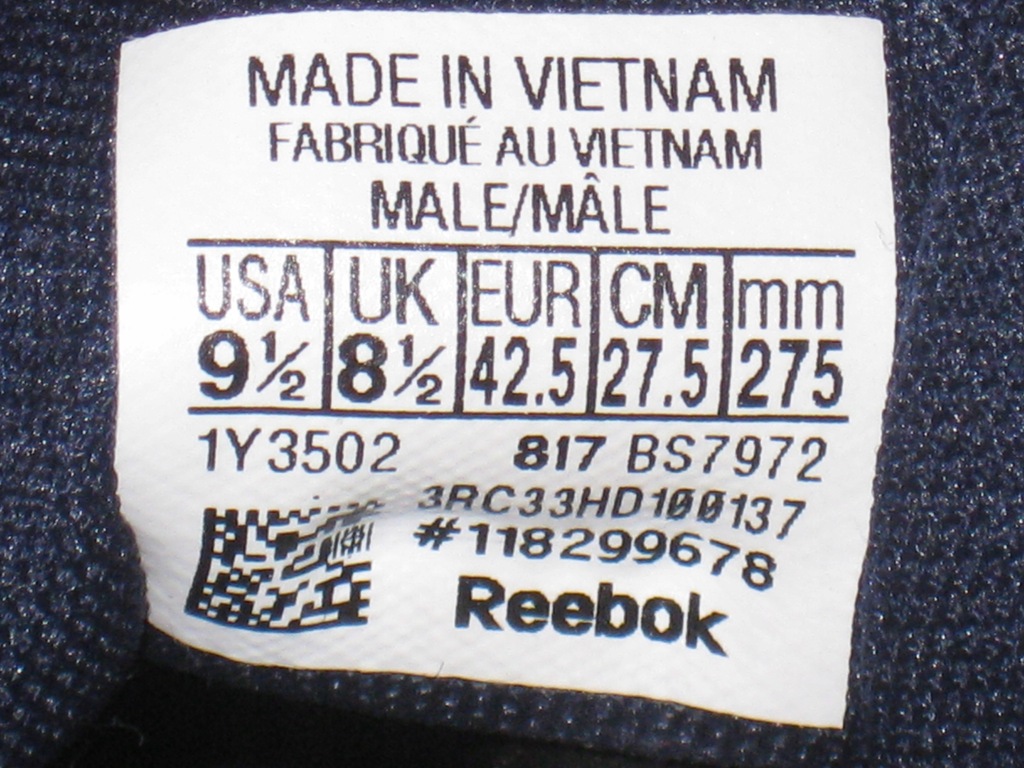 MADE IN VIETNAM
FABRIQUÉ AU VIETNAM
MALE/MÂLE
USA UK EUR CM mm
9½ 8½ 42.5 27.5 275
1Y3502 817 BS7972
3RC33HD100137
#118299678
Reebok